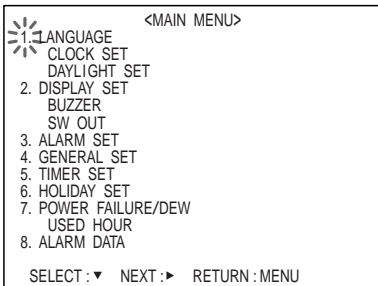 <MAIN MENU>
1. LANGUAGE
CLOCK SET
DAYLIGHT SET
2. DISPLAY SET
BUZZER
SW OUT
3. ALARM SET
4. GENERAL SET
5. TIMER SET
6. HOLIDAY SET
7. POWER FAILURE/DEW
USED HOUR
8. ALARM DATA
SELECT : ▼ NEXT : ► RETURN : MENU